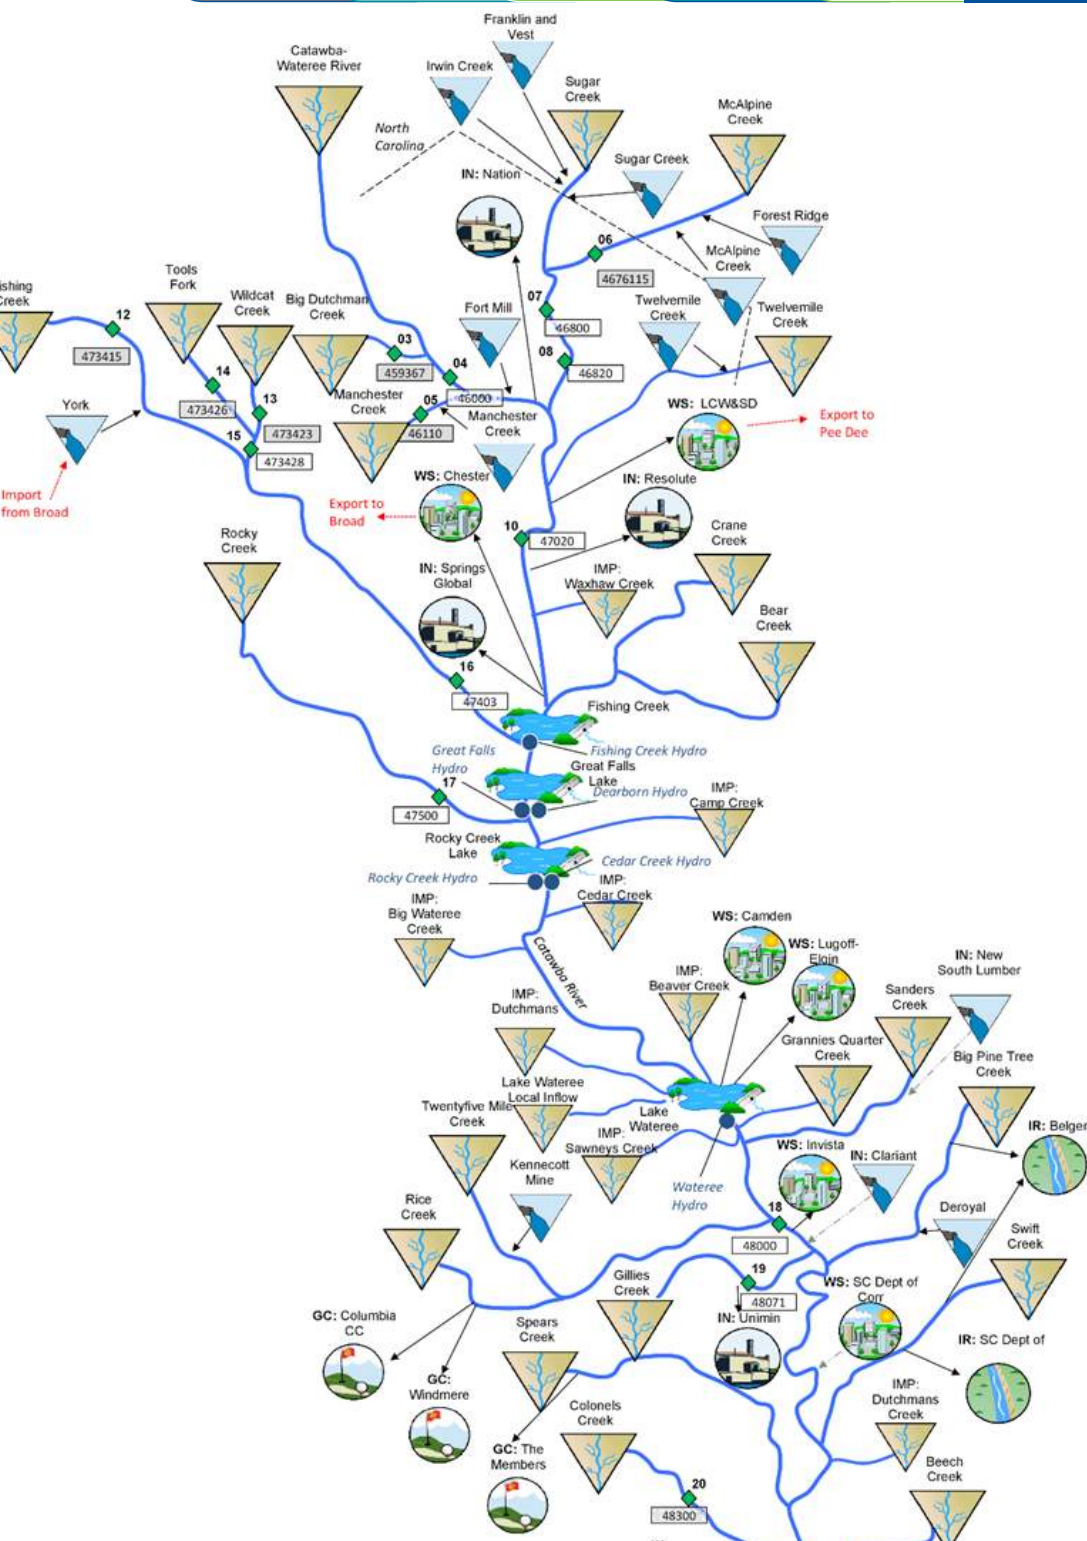 Franklin and
Vest
Catawba-
Wateree River
Irwin Creek
Sugar
Creek
McAlpine
Creek
North
Carolina
Sugar Creek
IN: Nation
Forest Ridge
06
McAlpine
Creek
4676115
Tools
Fork
ishing
Creek
Wildcat
Creek
Big Dutchman
Creek
Fort Mill
07
Twelvemile
Creek
Twelvemile
Creek
12
46800
03
08
473415
459367
46820
14
04
13
05
46000
York
473426
Manchester
Creek
Manchester
Creek
WS: LCW&SD
Export to
Pee Dee
15
473423
46110
473428
WS: Chester
IN: Resolute
Import
from Broad
Export to
Broad
10
47020
Crane
Creek
Rocky
Creek
IN: Springs
Global
IMP:
Waxhaw Creek
Bear
Creek
16
47403
Fishing Creek
Great Falls
Hydro
Fishing Creek Hydro
Great Falls
Lake
17
Dearborn Hydro
IMP:
Camp Creek
47500
Rocky Creek
Lake
Cedar Creek Hydro
Rocky Creek Hydro
IMP:
Cedar Creek
IMP:
Big Wateree
Creek
WS: Camden
Catawba River
WS: Lugoff-
Elgin
IN: New
South Lumber
IMP:
Beaver Creek
IMP:
Dutchmans
Sanders
Creek
Grannies Quarter
Creek
Big Pine Tree
Creek
Lake Wateree
Local Inflow
Twentyfive Mile
Creek
Lake
Wateree
IMP:
Sawneys Creek
IR: Belger
WS: Invista
IN: Clariant
Kennecott
Mine
Wateree
Hydro
Rice
Creek
18
Deroyal
Swift
Creek
48000
19
Gillies
Creek
WS: SC Dept of
Corr
48071
GC: Columbia
CC
Spears
Creek
IN: Unimin
IR: SC Dept of
GC:
Windmere
IMP:
Dutchmans
Creek
Colonels
Creek
GC: The
Members
Beech
Creek
20
48300